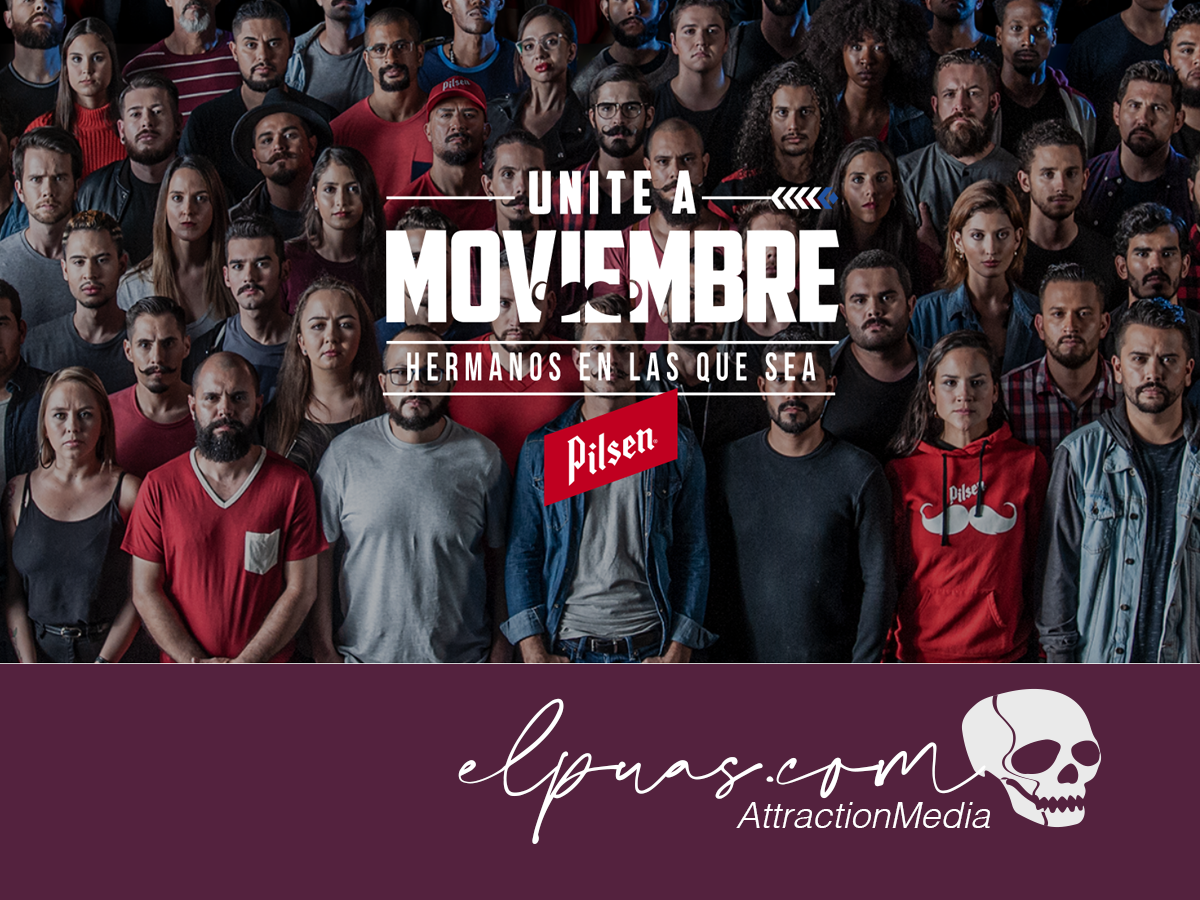 Pilsen
UNITE A
MOVIEMBRE
HERMANOS EN LAS QUE SEA
Pilsen
Pilsen
elpuas.com
AttractionMedia